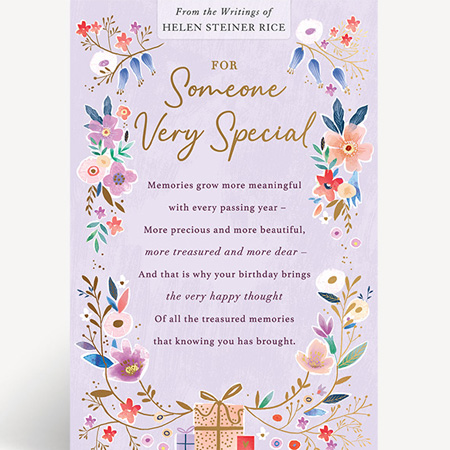 From the Writings of
HELEN STEINER RICE
FOR
Someone
Very Special
Memories grow more meaningful
with every passing year –
More precious and more beautiful,
more treasured and more dear –
And that is why your birthday brings
the very happy thought
Of all the treasured memories
that knowing you has brought.